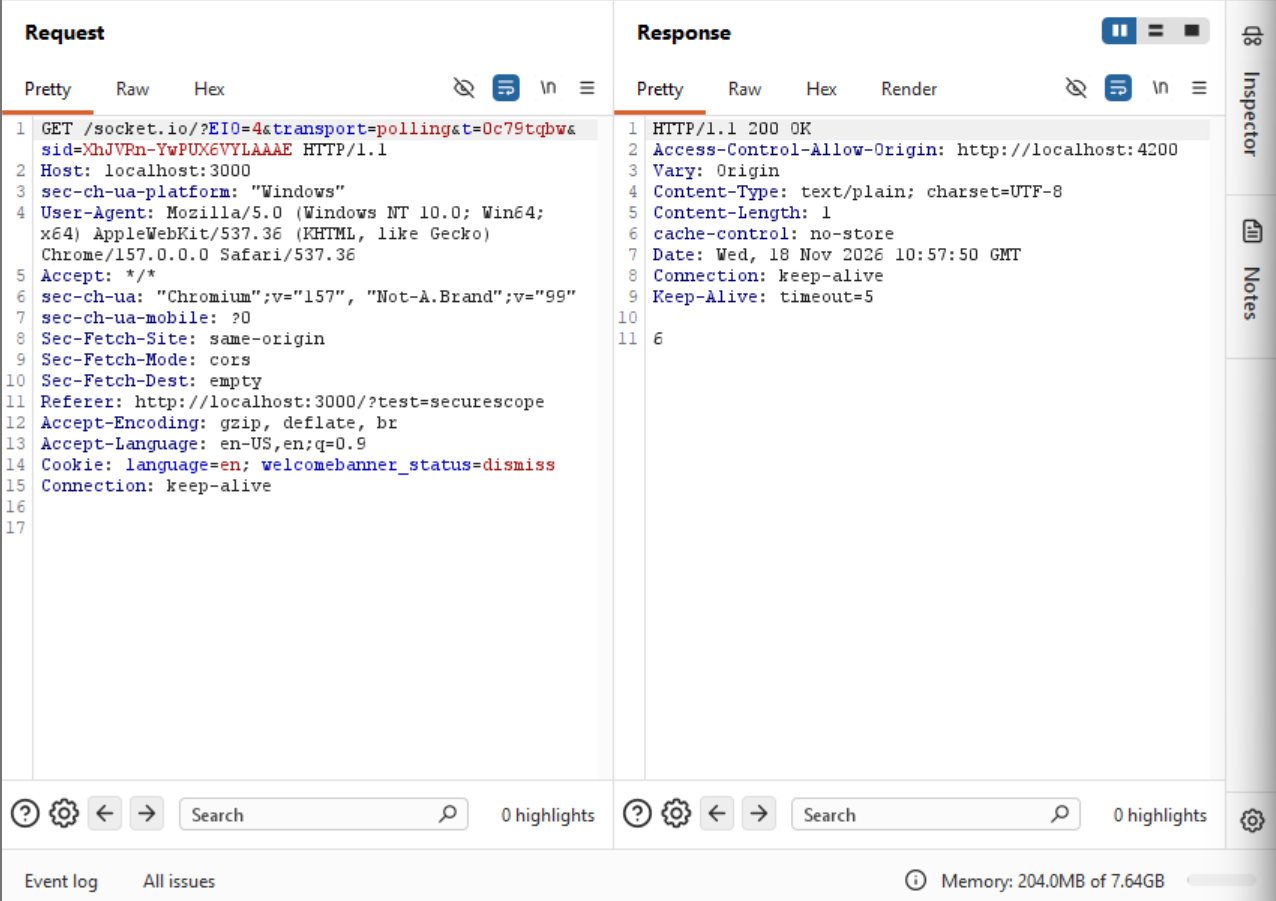 Request
Pretty Raw Hex \n
1 GET /socket.io/?EIO=4&transport=polling&t=0c79tqbw&
sid=XhJVRn-YwPUX6VYLAAAE HTTP/1.1
2 Host: localhost:3000
3 sec-ch-ua-platform: "Windows"
4 User-Agent: Mozilla/5.0 (Windows NT 10.0; Win64;
x64) AppleWebKit/537.36 (KHTML, like Gecko)
Chrome/157.0.0.0 Safari/537.36
5 Accept: */*
6 sec-ch-ua: "Chromium";v="157", "Not-A.Brand";v="99"
7 sec-ch-ua-mobile: ?0
8 Sec-Fetch-Site: same-origin
9 Sec-Fetch-Mode: cors
10 Sec-Fetch-Dest: empty
11 Referer: http://localhost:3000/?test=securescope
12 Accept-Encoding: gzip, deflate, br
13 Accept-Language: en-US,en;q=0.9
14 Cookie: language=en; welcomebanner_status=dismiss
15 Connection: keep-alive
16
17
Search
0 highlights
Response
Pretty Raw Hex Render \n
1 HTTP/1.1 200 OK
2 Access-Control-Allow-Origin: http://localhost:4200
3 Vary: Origin
4 Content-Type: text/plain; charset=UTF-8
5 Content-Length: 1
6 cache-control: no-store
7 Date: Wed, 18 Nov 2026 10:57:50 GMT
8 Connection: keep-alive
9 Keep-Alive: timeout=5
10
11 6
Search
0 highlights
Inspector
Notes
Event log All issues
Memory: 204.0MB of 7.64GB